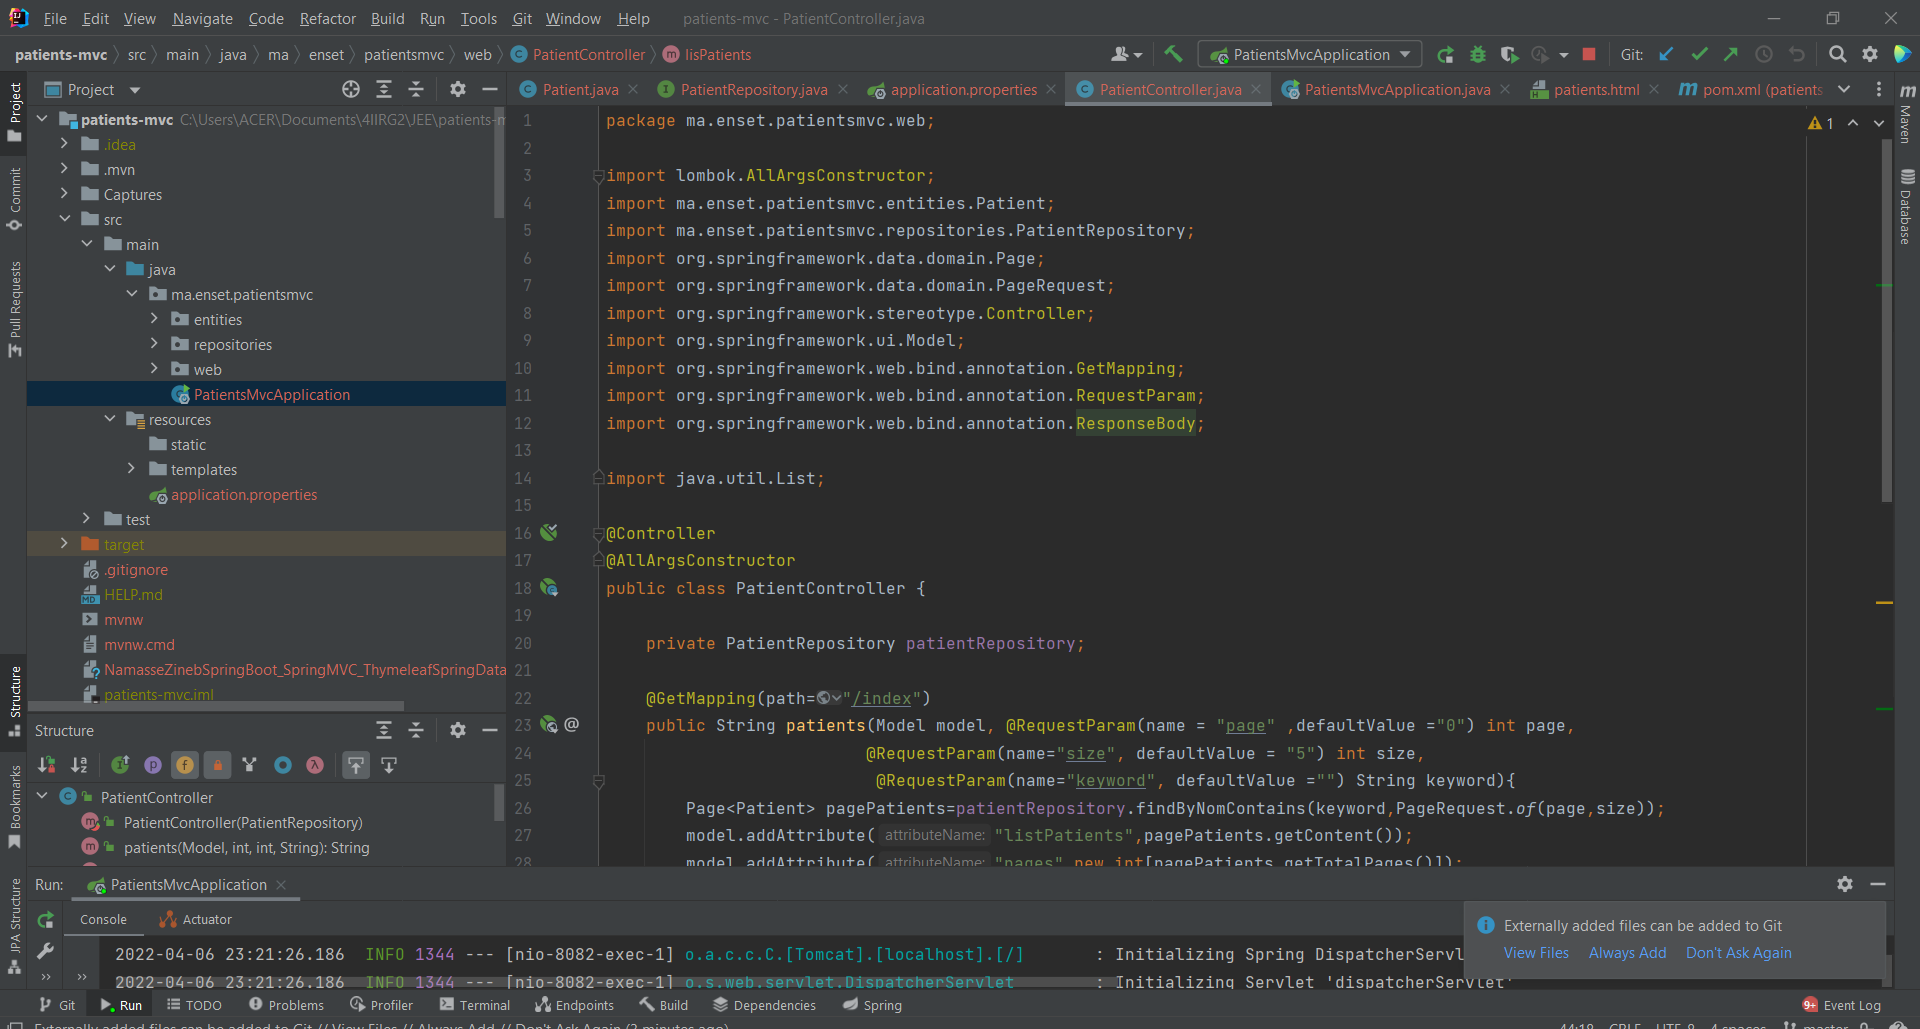 File Edit View Navigate Code Refactor Build Run Tools Git Window Help patients-mvc - PatientController.java
patients-mvc src main java ma enset patientsmvc web PatientController lisPatients PatientsMvcApplication Git:
Project
Patient.java PatientRepository.java application.properties PatientController.java PatientsMvcApplication.java patients.html pom.xml (patients
patients-mvc C:\Users\ACER\Documents\4IIRG2\JEE\patients-m
.idea
.mvn
Captures
src
main
java
ma.enset.patientsmvc
entities
repositories
web
PatientsMvcApplication
resources
static
templates
application.properties
test
target
.gitignore
HELP.md
mvnw
mvnw.cmd
NamasseZinebSpringBoot_SpringMVC_ThymeleafSpringData
patients-mvc.iml
Structure
PatientController
PatientController(PatientRepository)
patients(Model, int, int, String): String
Project
Commit
Pull Requests
Structure
Bookmarks
JPA Structure
1 package ma.enset.patientsmvc.web;
2
3 import lombok.AllArgsConstructor;
4 import ma.enset.patientsmvc.entities.Patient;
5 import ma.enset.patientsmvc.repositories.PatientRepository;
6 import org.springframework.data.domain.Page;
7 import org.springframework.data.domain.PageRequest;
8 import org.springframework.stereotype.Controller;
9 import org.springframework.ui.Model;
10 import org.springframework.web.bind.annotation.GetMapping;
11 import org.springframework.web.bind.annotation.RequestParam;
12 import org.springframework.web.bind.annotation.ResponseBody;
13
14 import java.util.List;
15
16 @Controller
17 @AllArgsConstructor
18 public class PatientController {
19
20 private PatientRepository patientRepository;
21
22 @GetMapping(path="/index")
23 @ public String patients(Model model, @RequestParam(name = "page" ,defaultValue ="0") int page,
24 @RequestParam(name="size", defaultValue = "5") int size,
25 @RequestParam(name="keyword", defaultValue ="") String keyword){
26 Page<Patient> pagePatients=patientRepository.findByNomContains(keyword,PageRequest.of(page,size));
27 model.addAttribute( attributeName: "listPatients",pagePatients.getContent());
28 model.addAttribute( attributeName: "pages",new int[pagePatients.getTotalPages()]);
1
Maven
Database
Run: PatientsMvcApplication
Console Actuator
2022-04-06 23:21:26.186 INFO 1344 --- [nio-8082-exec-1] o.a.c.c.C.[Tomcat].[localhost].[/] : Initializing Spring DispatcherServl
2022-04-06 23:21:26.186 INFO 1344 --- [nio-8082-exec-1] o.s.web.servlet.DispatcherServlet : Initializing Servlet 'dispatcherServlet'
Externally added files can be added to Git
View Files Always Add Don't Ask Again
Git Run TODO Problems Profiler Terminal Endpoints Build Dependencies Spring 9+ Event Log
Externally added files can be added to Git // View Files // Always Add // Don't Ask Again (2 minutes ago) 44:18 CRLF UTF-8 4 spaces master